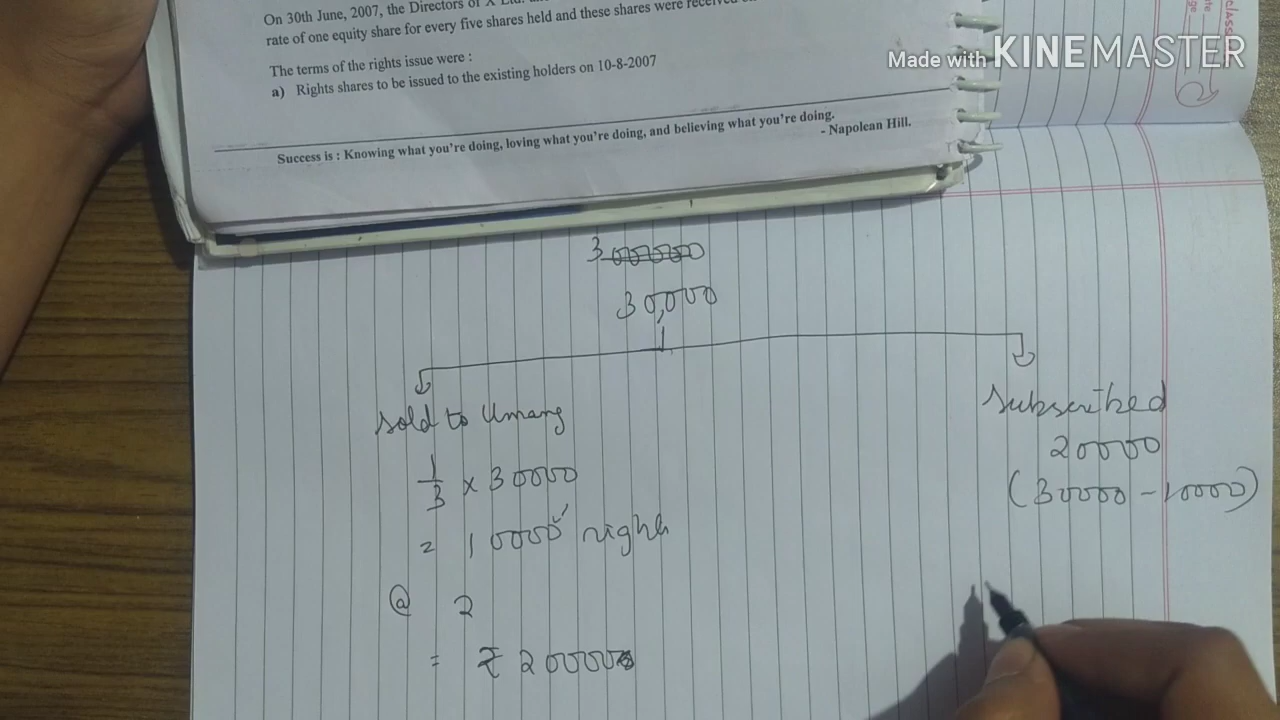 On 30th June, 2007, the Directors of X Ltd.
rate of one equity share for every five shares held and these shares were received
Made with KINEMASTER
The terms of the rights issue were :
a) Rights shares to be issued to the existing holders on 10-8-2007
Success is : Knowing what you're doing, loving what you're doing, and believing what you're doing.
- Napolean Hill.
30,000
Sold to Umang
1/3 × 30000
= 10000 rights
@ 2
= ₹ 20000
Subscribed
20000
(30000 - 10000)